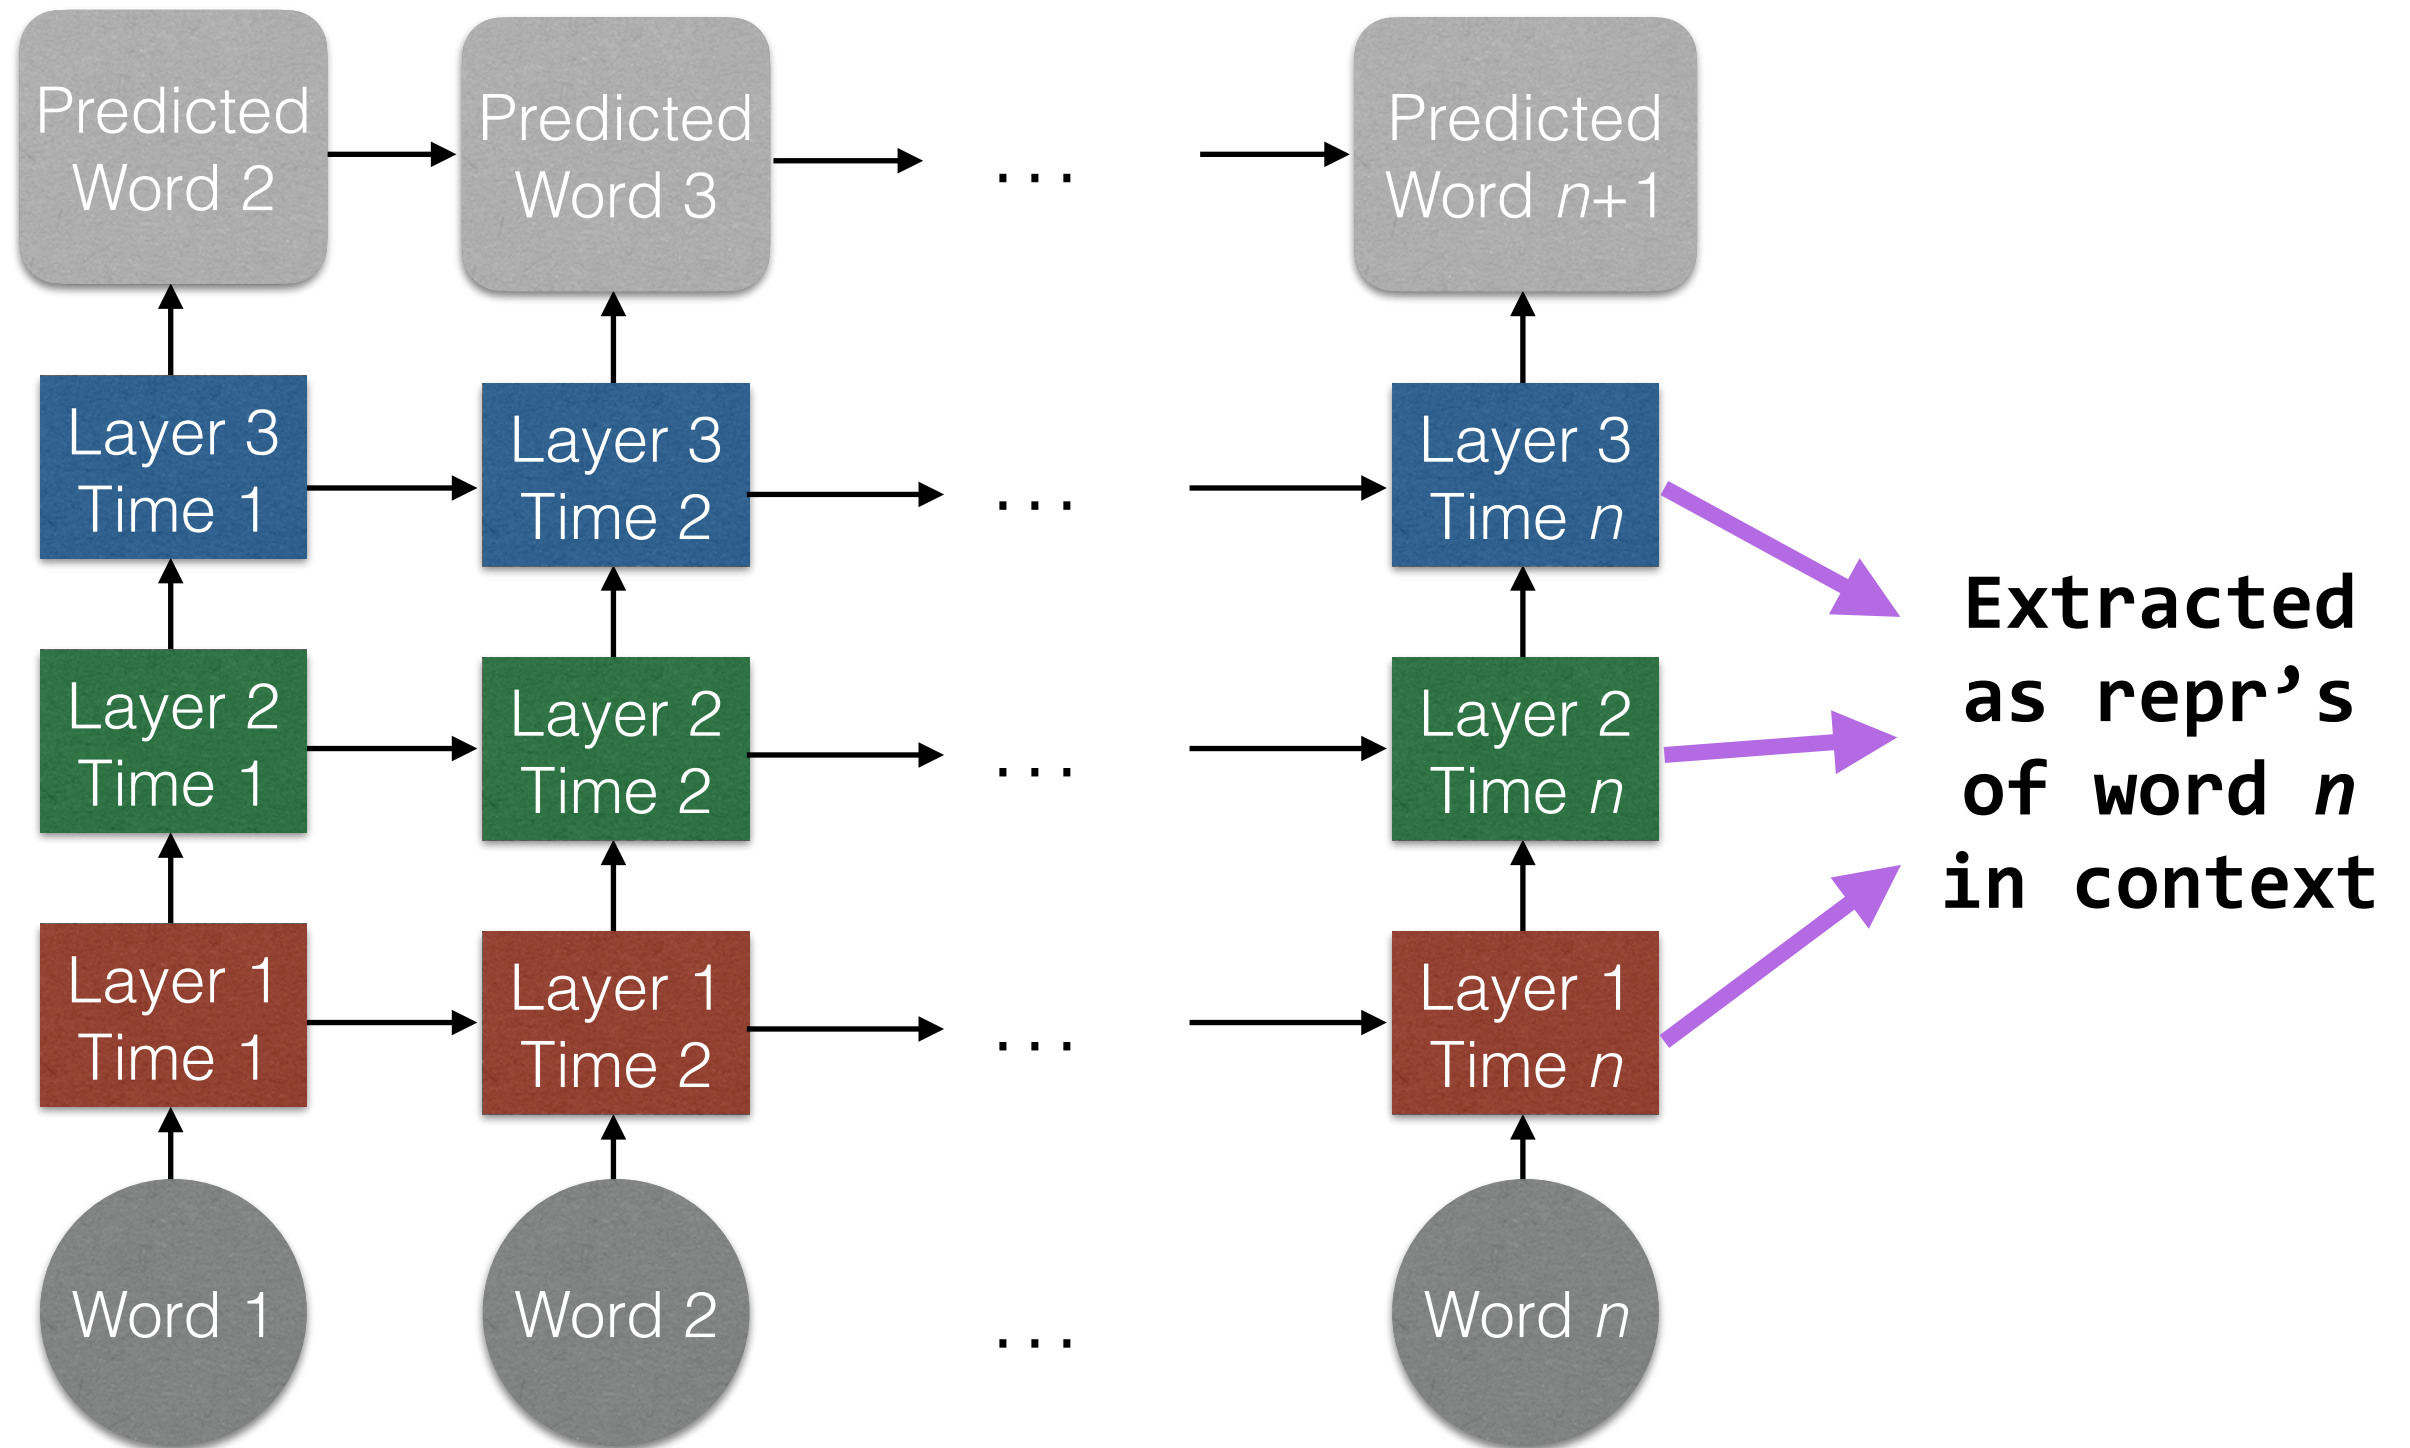 Predicted
Word 2
Predicted
Word 3
...
Predicted
Word n+1
Layer 3
Time 1
Layer 3
Time 2
...
Layer 3
Time n
Layer 2
Time 1
Layer 2
Time 2
...
Layer 2
Time n
Extracted
as repr’s
of word n
in context
Layer 1
Time 1
Layer 1
Time 2
...
Layer 1
Time n
Word 1
Word 2
...
Word n